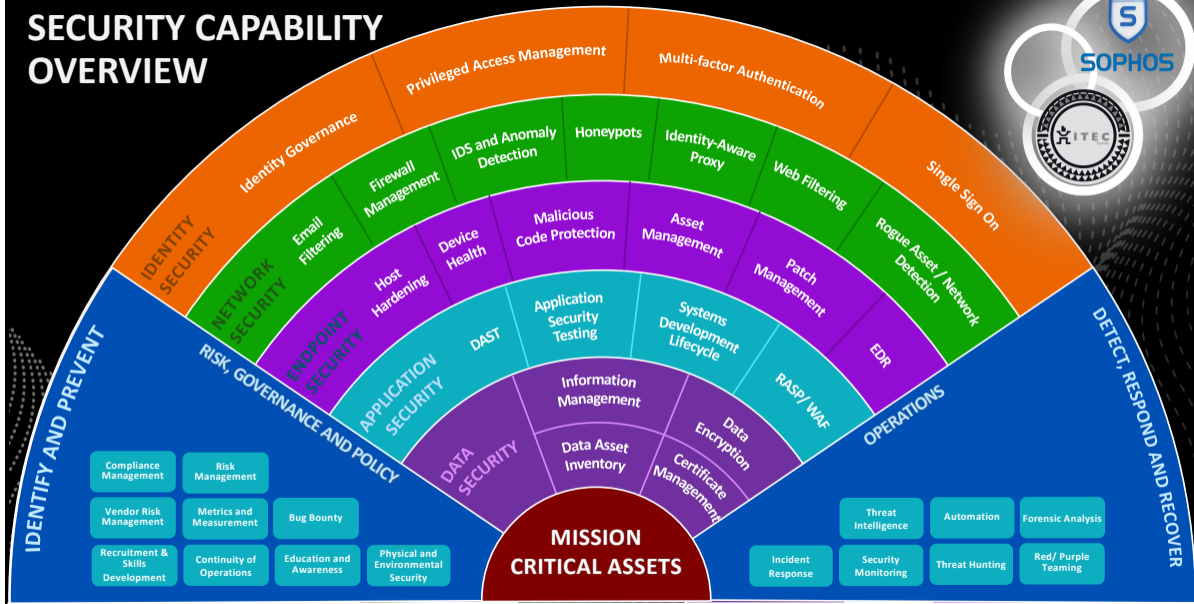 SECURITY CAPABILITY
OVERVIEW
S
SOPHOS
ITEC
IDENTITY
SECURITY
Identity Governance
Privileged Access Management
Multi-factor Authentication
Single Sign On
NETWORK
SECURITY
Email
Filtering
Firewall
Management
IDS and Anomaly
Detection
Honeypots
Identity-Aware
Proxy
Web Filtering
Rogue Asset / Network
Detection
ENDPOINT
SECURITY
Host
Hardening
Device
Health
Malicious
Code Protection
Asset
Management
Patch
Management
EDR
APPLICATION
SECURITY
DAST
Application
Security
Testing
Systems
Development
Lifecycle
RASP/ WAF
DATA
SECURITY
Information
Management
Data
Encryption
Data Asset
Inventory
Certificate
Management
MISSION
CRITICAL ASSETS
IDENTIFY AND PREVENT
RISK, GOVERNANCE AND POLICY
Compliance
Management
Risk
Management
Vendor Risk
Management
Metrics and
Measurement
Bug Bounty
Recruitment &
Skills
Development
Continuity of
Operations
Education and
Awareness
Physical and
Environmental
Security
DETECT, RESPOND AND RECOVER
OPERATIONS
Threat
Intelligence
Automation
Forensic Analysis
Incident
Response
Security
Monitoring
Threat Hunting
Red/ Purple
Teaming